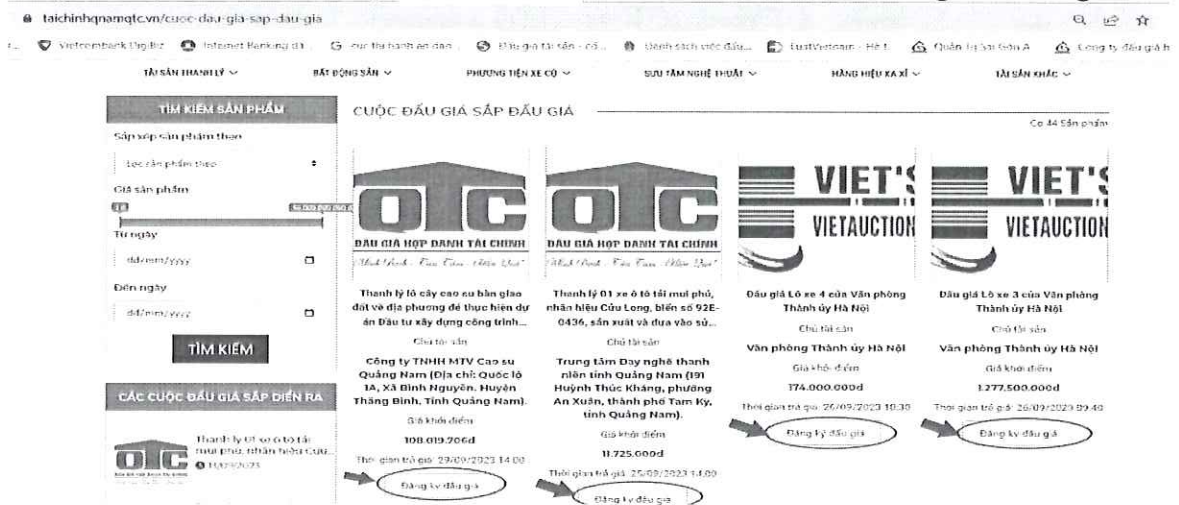 taichinhqnamqtc.vn/cuoc-dau-gia-sap-dau-gia
Vietcombank DigiBiz Internet Banking
TÀI SẢN THANH LÝ BẤT ĐỘNG SẢN PHƯƠNG TIỆN XE CỘ SƯU TẦM NGHỆ THUẬT HÀNG HIỆU XA XỈ TÀI SẢN KHÁC
TÌM KIẾM SẢN PHẨM
Sắp xếp sản phẩm theo
Lọc sản phẩm theo
Giá sản phẩm
Từ ngày
dd/mm/yyyy
Đến ngày
dd/mm/yyyy
TÌM KIẾM
CÁC CUỘC ĐẤU GIÁ SẮP DIỄN RA
QTC
Thanh lý 01 xe ô tô tải
mui phủ, nhãn hiệu Cửu...
CUỘC ĐẤU GIÁ SẮP ĐẤU GIÁ
Có 44 Sản phẩm
QTC
ĐẤU GIÁ HỢP DANH TÀI CHÍNH
Thanh lý lô cây cao su bàn giao
đất về địa phương để thực hiện dự
án Đầu tư xây dựng công trình...
Chủ tài sản
Công ty TNHH MTV Cao su
Quảng Nam (Địa chỉ: Quốc lộ
1A, Xã Bình Nguyên, Huyện
Thăng Bình, Tỉnh Quảng Nam).
Giá khởi điểm
108.019.206đ
Thời gian trả giá: 29/09/2023 14:00
Đăng ký đấu giá
QTC
ĐẤU GIÁ HỢP DANH TÀI CHÍNH
Thanh lý 01 xe ô tô tải mui phủ,
nhãn hiệu Cửu Long, biển số 92E-
0436, sản xuất và đưa vào sử...
Chủ tài sản
Trung tâm Dạy nghề thanh
niên tỉnh Quảng Nam (191
Huỳnh Thúc Kháng, phường
An Xuân, thành phố Tam Kỳ,
tỉnh Quảng Nam).
Giá khởi điểm
11.725.000đ
Thời gian trả giá: 25/09/2023 14:00
Đăng ký đấu giá
VIET'S
VIETAUCTION
Đấu giá Lô xe 4 của Văn phòng
Thành ủy Hà Nội
Chủ tài sản
Văn phòng Thành ủy Hà Nội
Giá khởi điểm
174.000.000đ
Thời gian trả giá: 26/09/2023 10:30
Đăng ký đấu giá
VIET'S
VIETAUCTION
Đấu giá Lô xe 3 của Văn phòng
Thành ủy Hà Nội
Chủ tài sản
Văn phòng Thành ủy Hà Nội
Giá khởi điểm
1.277.500.000đ
Thời gian trả giá: 26/09/2023 09:40
Đăng ký đấu giá